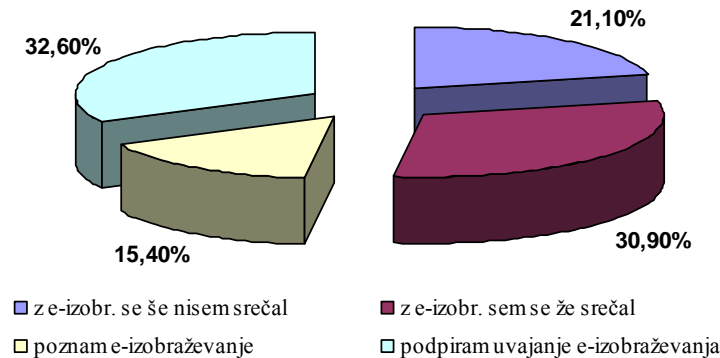 32,60%
21,10%
15,40%
30,90%
z e-izobr. se še nisem srečal
z e-izobr. sem se že srečal
poznam e-izobraževanje
podpiram uvajanje e-izobraževanja